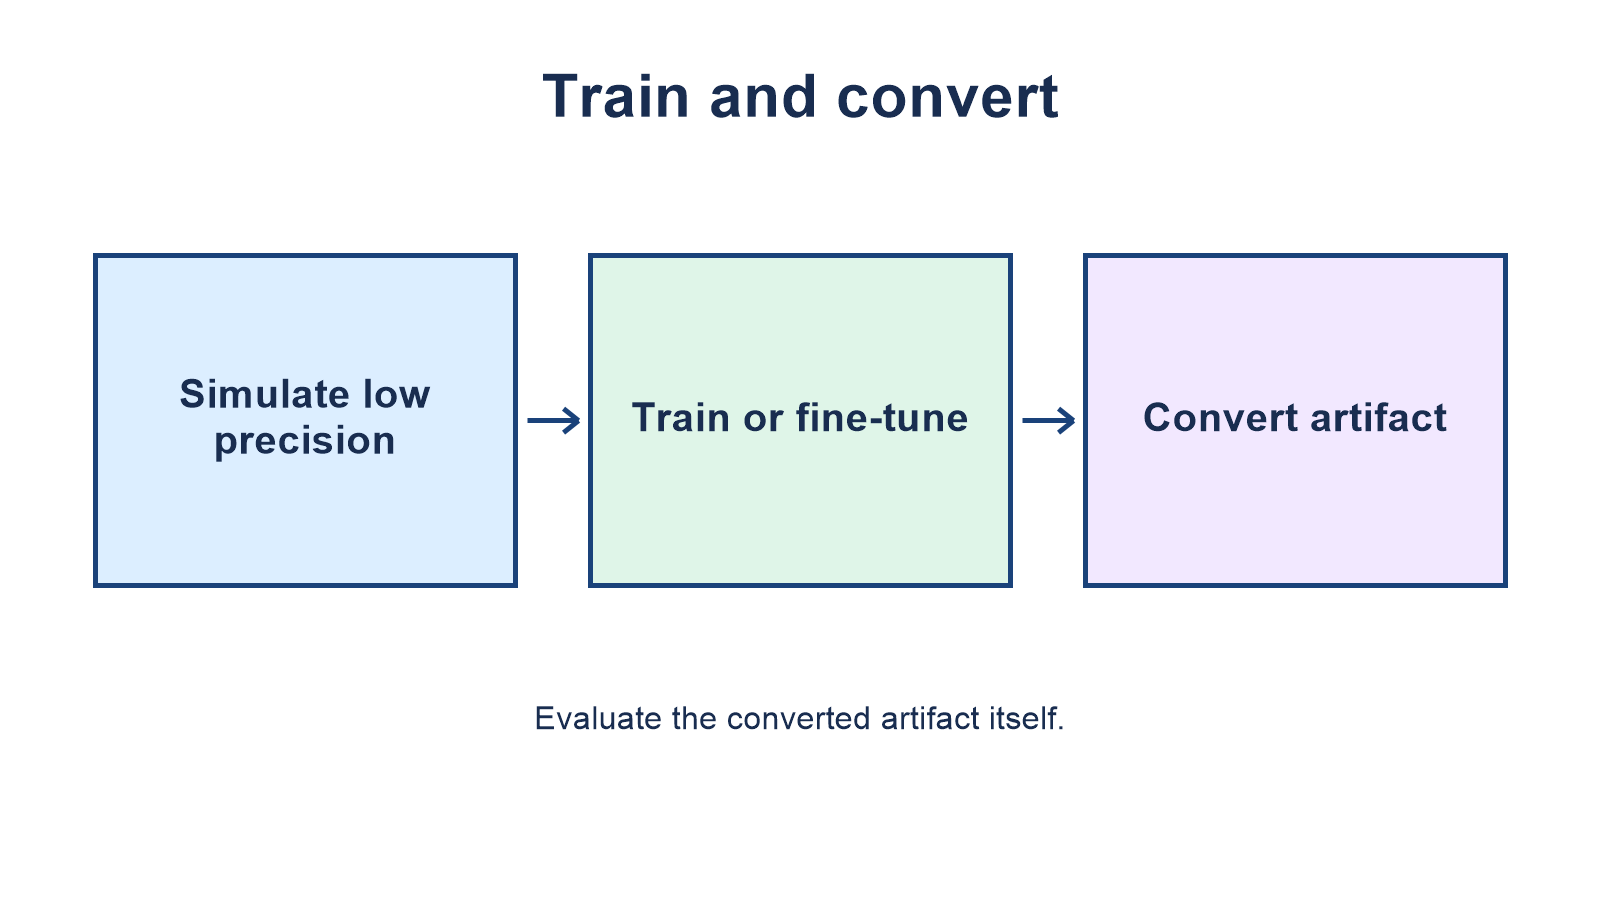 Train and convert
Simulate low
precision
Train or fine-tune
Convert artifact
Evaluate the converted artifact itself.